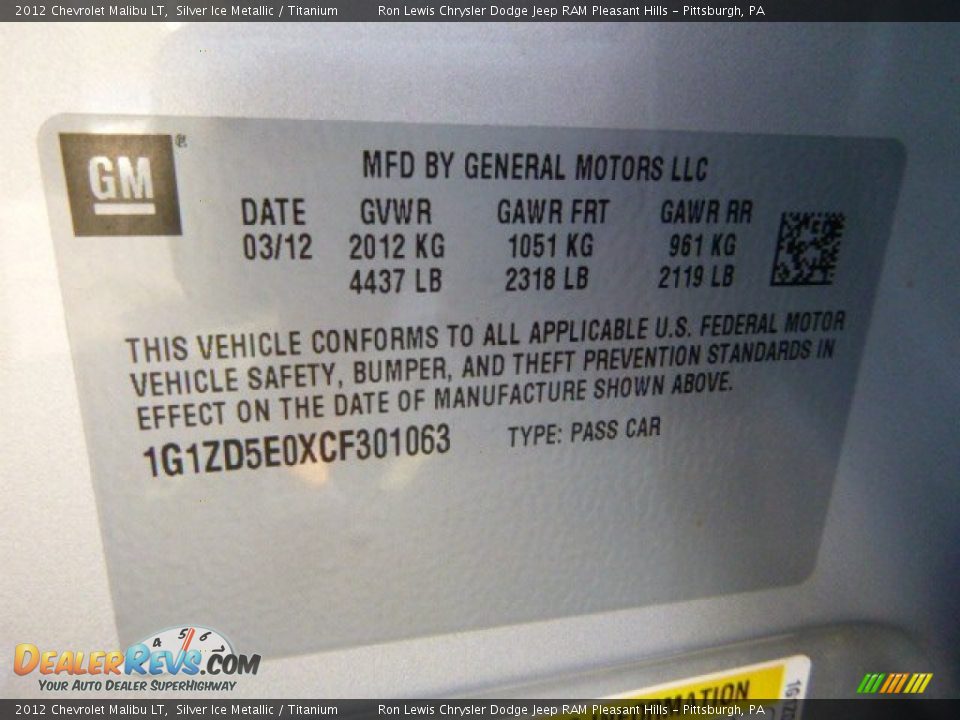 2012 Chevrolet Malibu LT,  Silver Ice Metallic / Titanium  Ron Lewis Chrysler Dodge Jeep RAM Pleasant Hills - Pittsburgh, PA
GM®
MFD BY GENERAL MOTORS LLC
DATE GVWR GAWR FRT GAWR RR
03/12 2012 KG 1051 KG 961 KG
4437 LB 2318 LB 2119 LB
THIS VEHICLE CONFORMS TO ALL APPLICABLE U.S. FEDERAL MOTOR
VEHICLE SAFETY, BUMPER, AND THEFT PREVENTION STANDARDS IN
EFFECT ON THE DATE OF MANUFACTURE SHOWN ABOVE.
1G1ZD5E0XCF301063 TYPE: PASS CAR
4 5 6
DEALERREVS.COM
YOUR AUTO DEALER SUPERHIGHWAY
1G1ZD
2012 Chevrolet Malibu LT,  Silver Ice Metallic / Titanium  Ron Lewis Chrysler Dodge Jeep RAM Pleasant Hills - Pittsburgh, PA